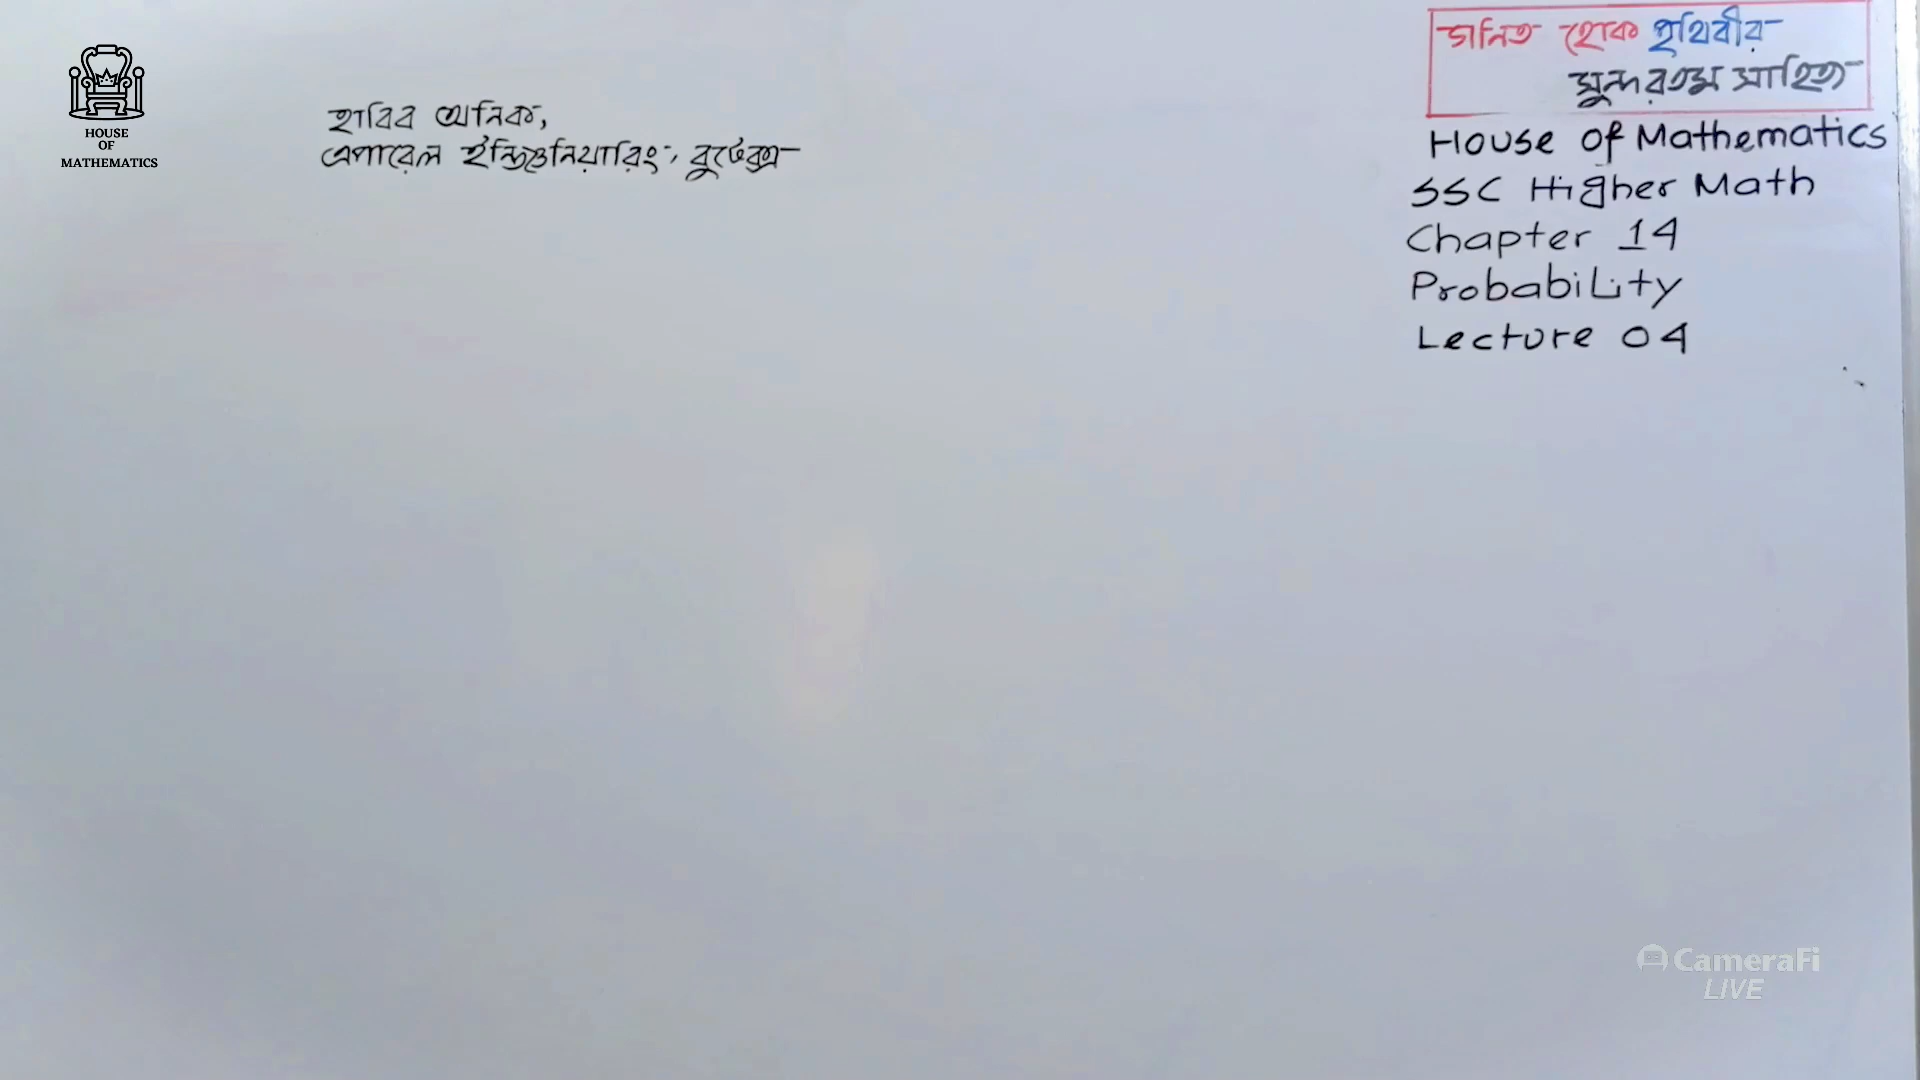 HOUSE
OF
MATHEMATICS
হাবিব অনিক,
এপারেল ইন্জিনিয়ারিং, বুটেক্স
গনিত হোক পৃথিবীর
সুন্দরতম সাহিত্য
House of Mathematics
SSC Higher Math
Chapter 14
Probability
Lecture 04
CameraFi
LIVE